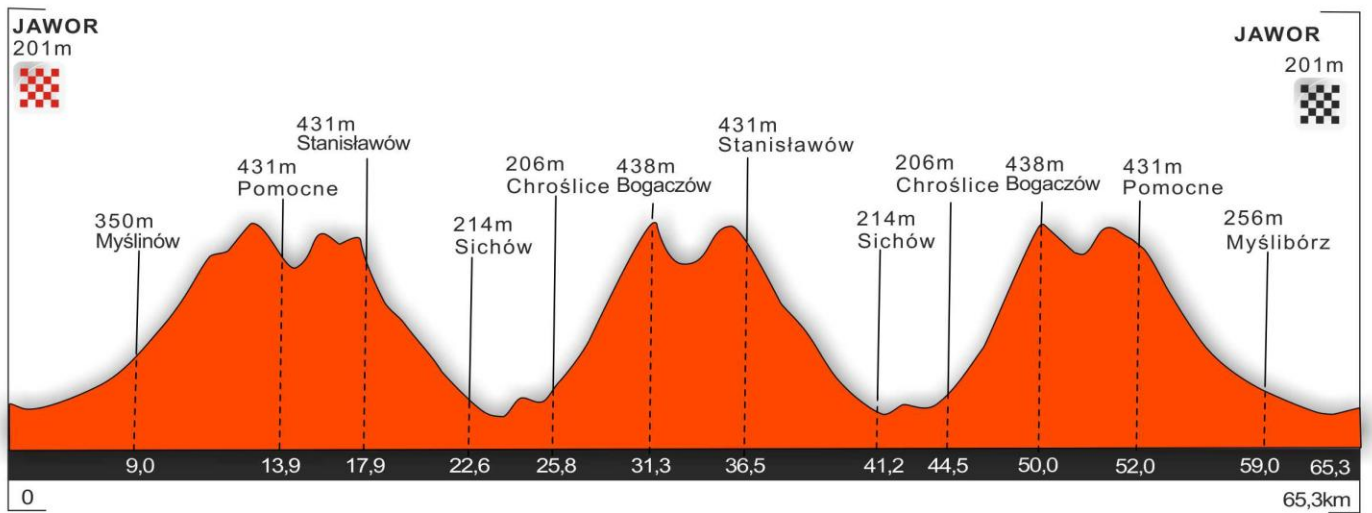 JAWOR
201m
350m
Myślinów
431m
Pomocne
431m
Stanisławów
214m
Sichów
206m
Chroślice
438m
Bogaczów
431m
Stanisławów
214m
Sichów
206m
Chroślice
438m
Bogaczów
431m
Pomocne
256m
Myślibórz
JAWOR
201m
9,0 13,9 17,9 22,6 25,8 31,3 36,5 41,2 44,5 50,0 52,0 59,0 65,3
0 65,3km